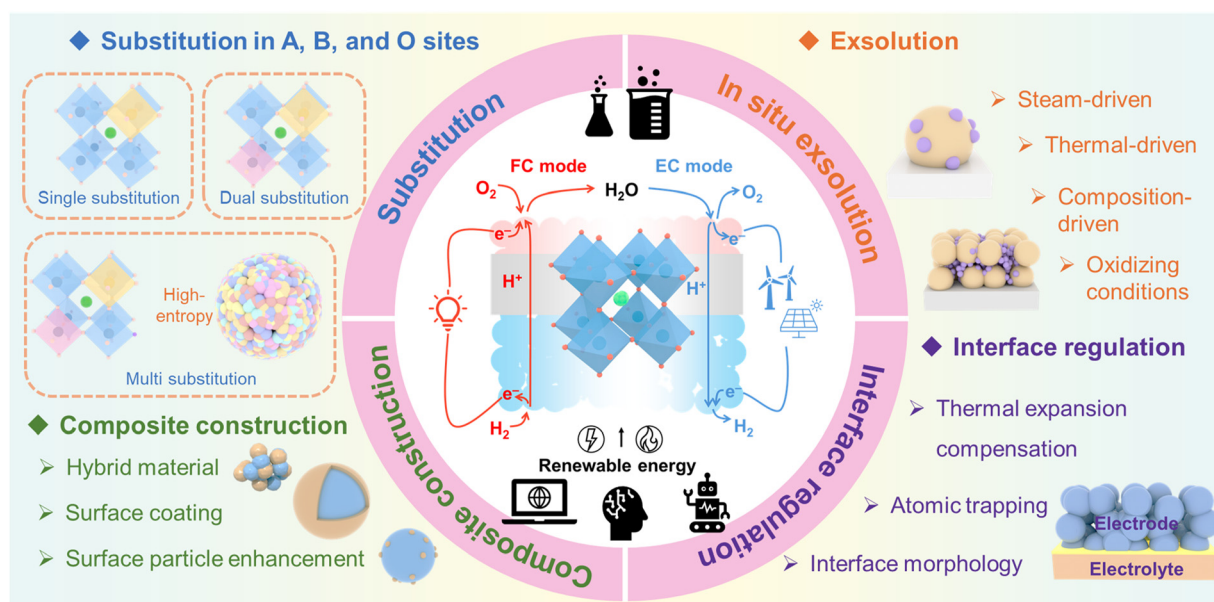 ◆ Substitution in A, B, and O sites
Single substitution
Dual substitution
High-
entropy
Multi substitution
◆ Composite construction
➢ Hybrid material
➢ Surface coating
➢ Surface particle enhancement
Substitution
In situ exsolution
Composite construction
Interface regulation
FC mode
EC mode
O₂
H₂O
O₂
e⁻
e⁻
H⁺
H⁺
e⁻
e⁻
H₂
H₂
Renewable energy
◆ Exsolution
➢ Steam-driven
➢ Thermal-driven
➢ Composition-
driven
➢ Oxidizing
conditions
◆ Interface regulation
➢ Thermal expansion
compensation
➢ Atomic trapping
➢ Interface morphology
Electrode
Electrolyte